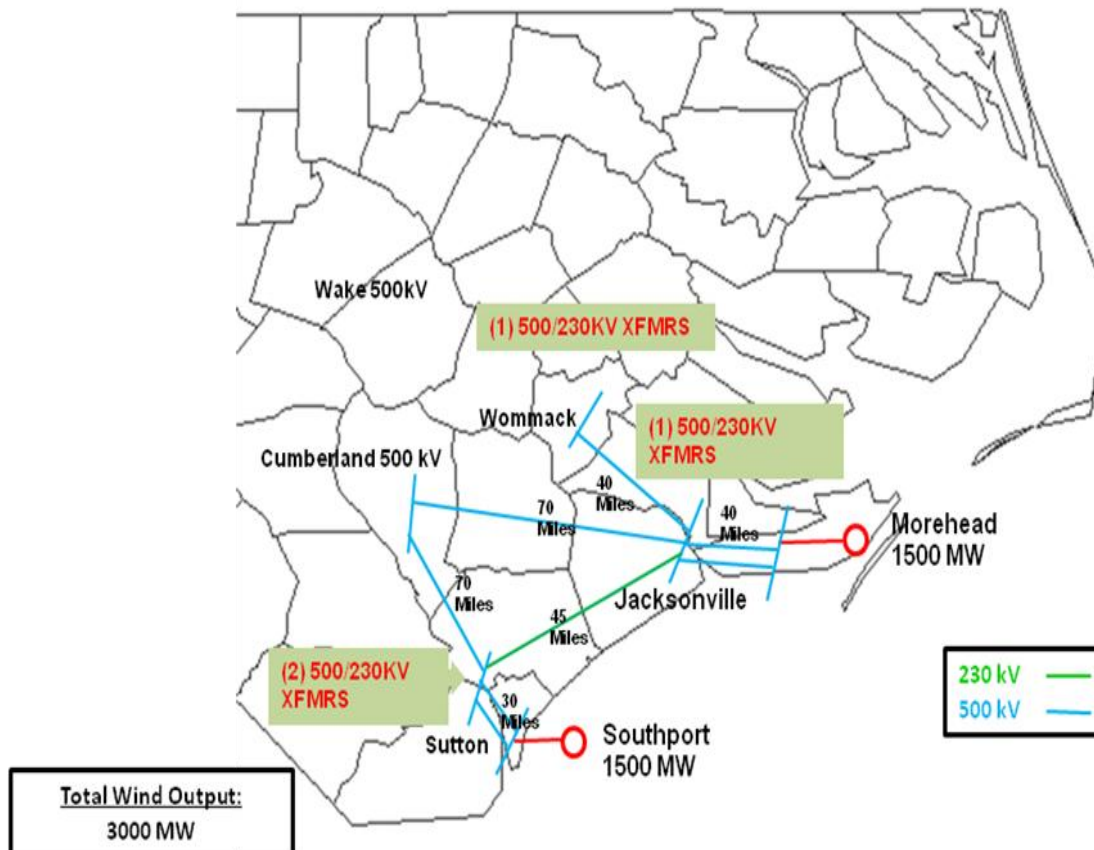 Wake 500kV
(1) 500/230KV XFMRS
Wommack
(1) 500/230KV
XFMRS
Cumberland 500 kV
40
Miles
70
Miles
40
Miles
Morehead
1500 MW
Jacksonville
70
Miles
45
Miles
(2) 500/230KV
XFMRS
30
Miles
Sutton
Southport
1500 MW
230 kV
500 kV
Total Wind Output:
3000 MW